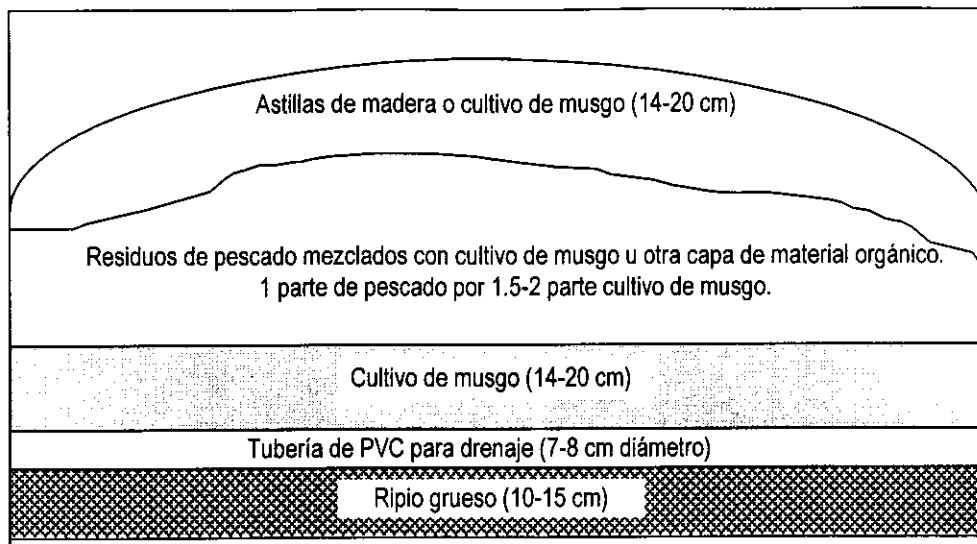 Astillas de madera o cultivo de musgo (14-20 cm)
Residuos de pescado mezclados con cultivo de musgo u otra capa de material orgánico.
1 parte de pescado por 1.5-2 parte cultivo de musgo.
Cultivo de musgo (14-20 cm)
Tubería de PVC para drenaje (7-8 cm diámetro)
Ripio grueso (10-15 cm)